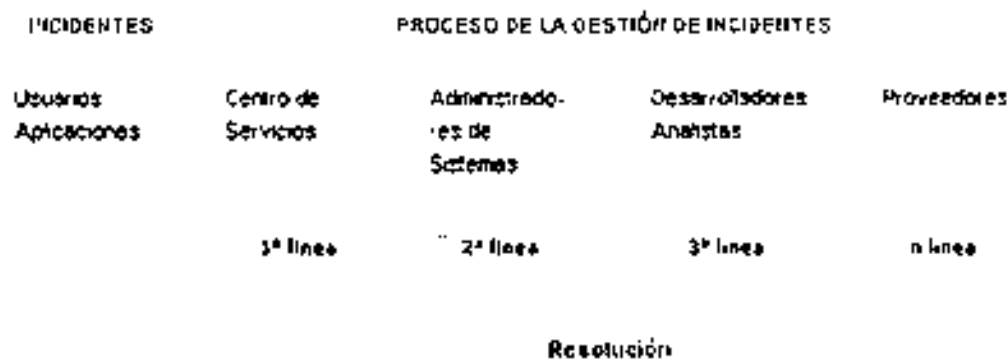 INCIDENTES PROCESO DE LA GESTIÓN DE INCIDENTES
Usuarios Centro de Administrado- Desarrolladores Proveedores
Aplicaciones Servicios res de Analistas
Sistemas
1ª línea 2ª línea 3ª línea n línea
Resolución